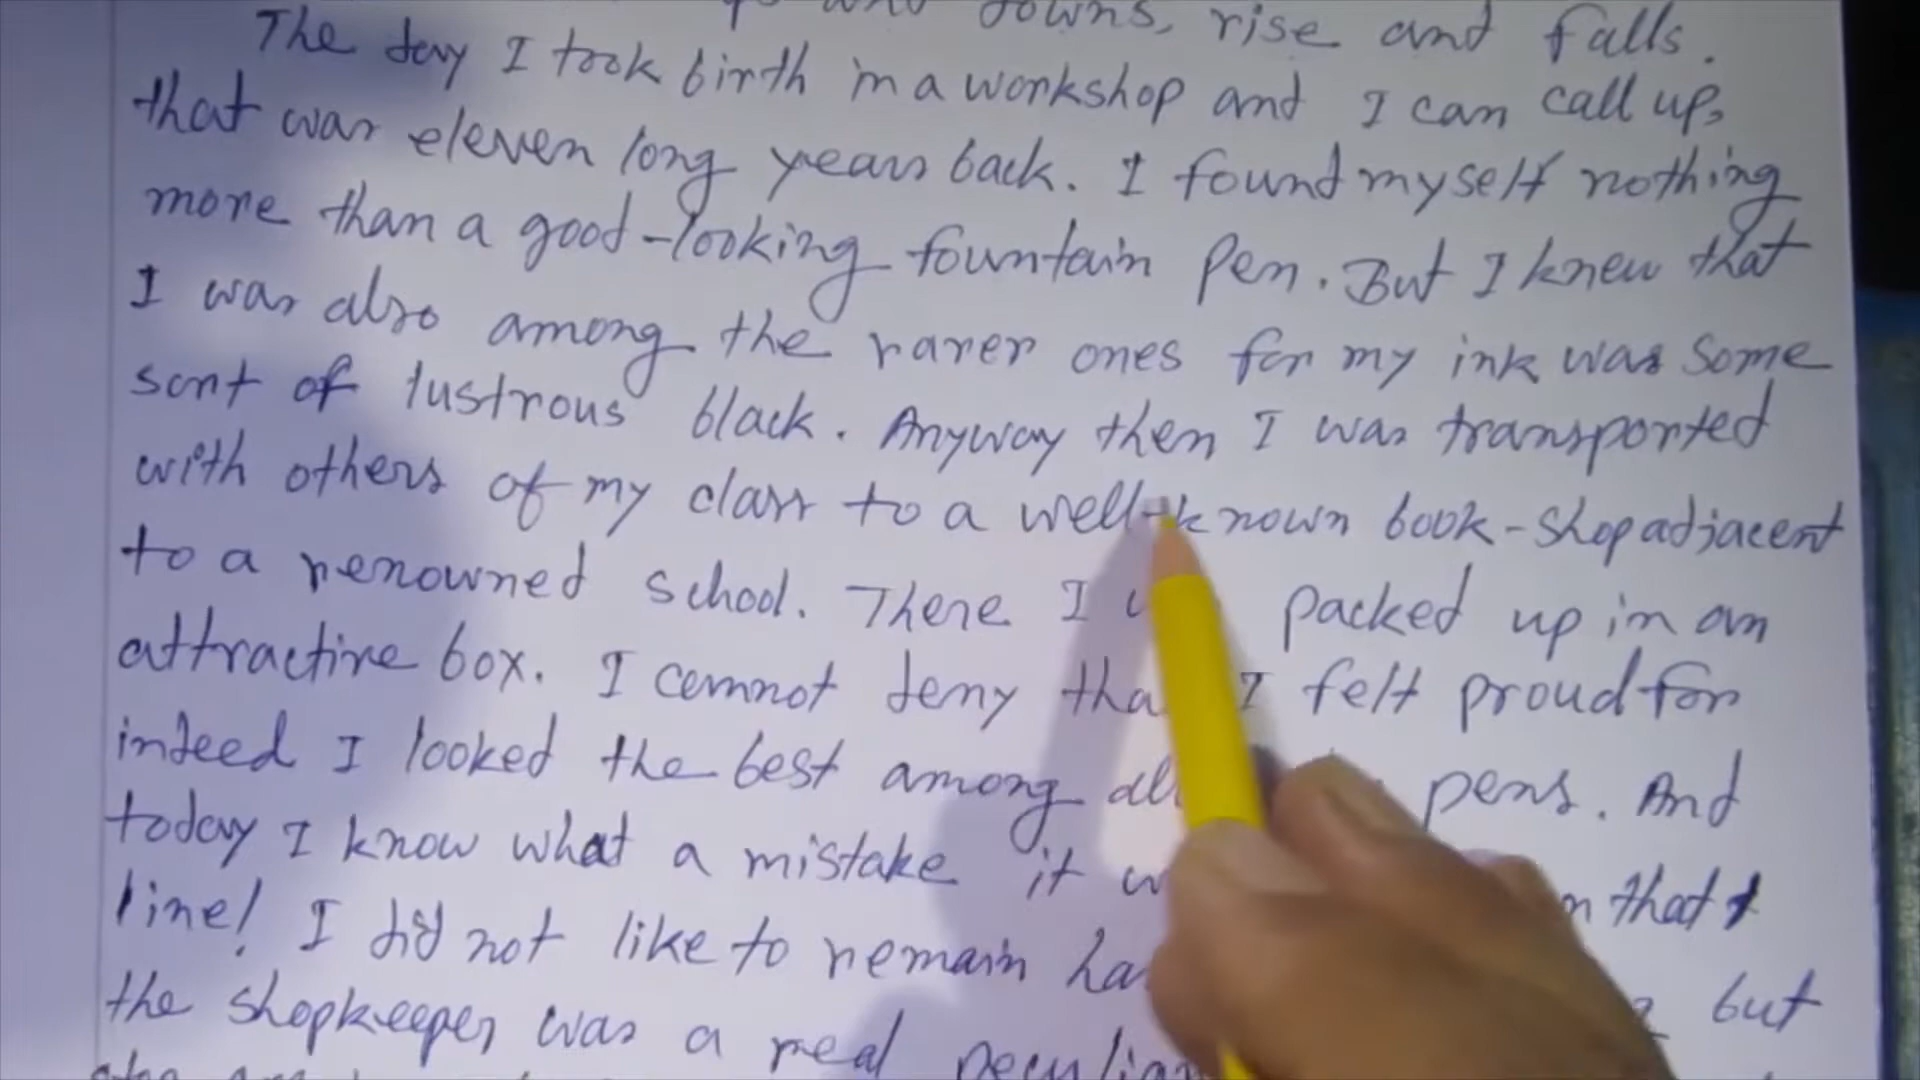 downs, rise and falls.
The day I took birth in a workshop and I can call up,
that was eleven long years back. I found myself nothing
more than a good-looking fountain pen. But I knew that
I was also among the rarer ones for my ink was some
sort of lustrous black. Anyway then I was transported
with others of my class to a well-known book-shop adjacent
to a renowned school. There I packed up in an
attractive box. I cannot deny tha I felt proud for
indeed I looked the best among all pens. And
today I know what a mistake it that
line! I did not like to remain but
the shopkeeper was a real